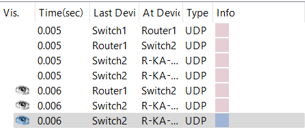 Vis. Time(sec) Last Devi At Devic Type Info
0.005 Switch1 Router1 UDP
0.005 Router1 Switch2 UDP
0.005 Switch2 R-KA-... UDP
0.005 Switch2 R-KA-... UDP
0.006 Router1 Switch2 UDP
0.006 Switch2 R-KA-... UDP
0.006 Switch2 R-KA-... UDP